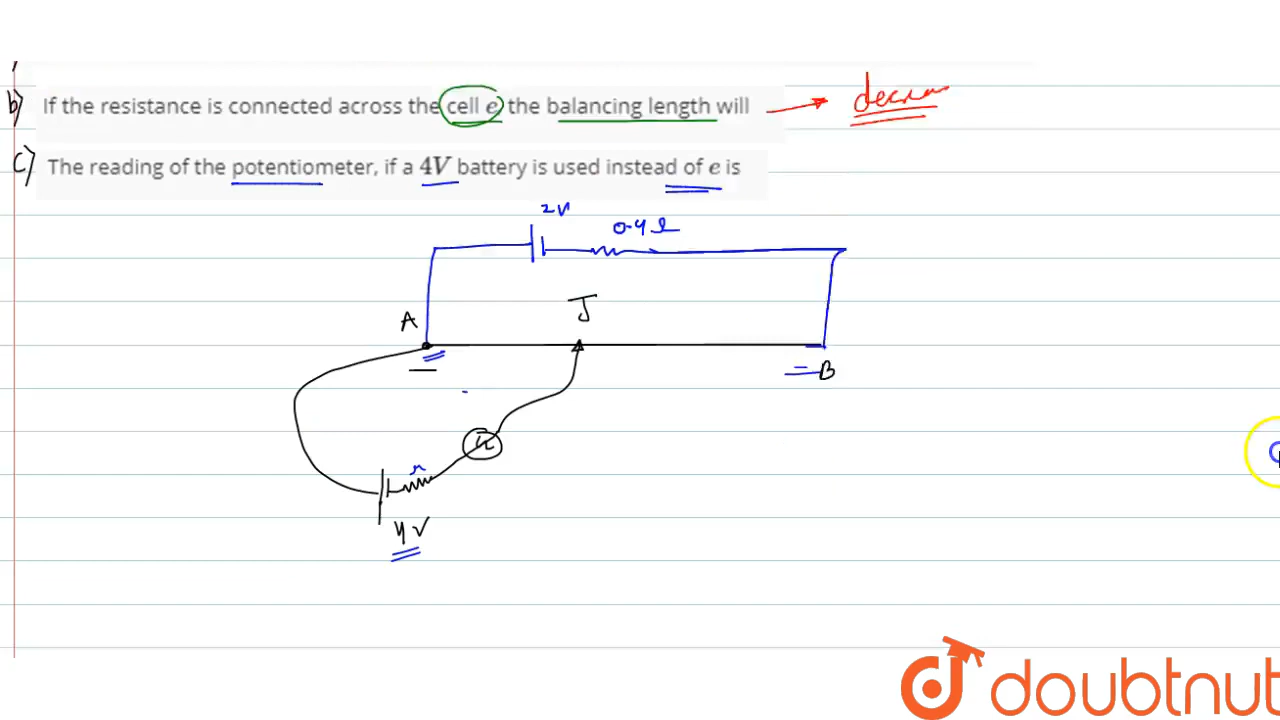 b) If the resistance is connected across the cell e the balancing length will →
c) The reading of the potentiometer, if a 4V battery is used instead of e is
2V
0.4Ω
J
A
B
G
r
4V
doubtnut